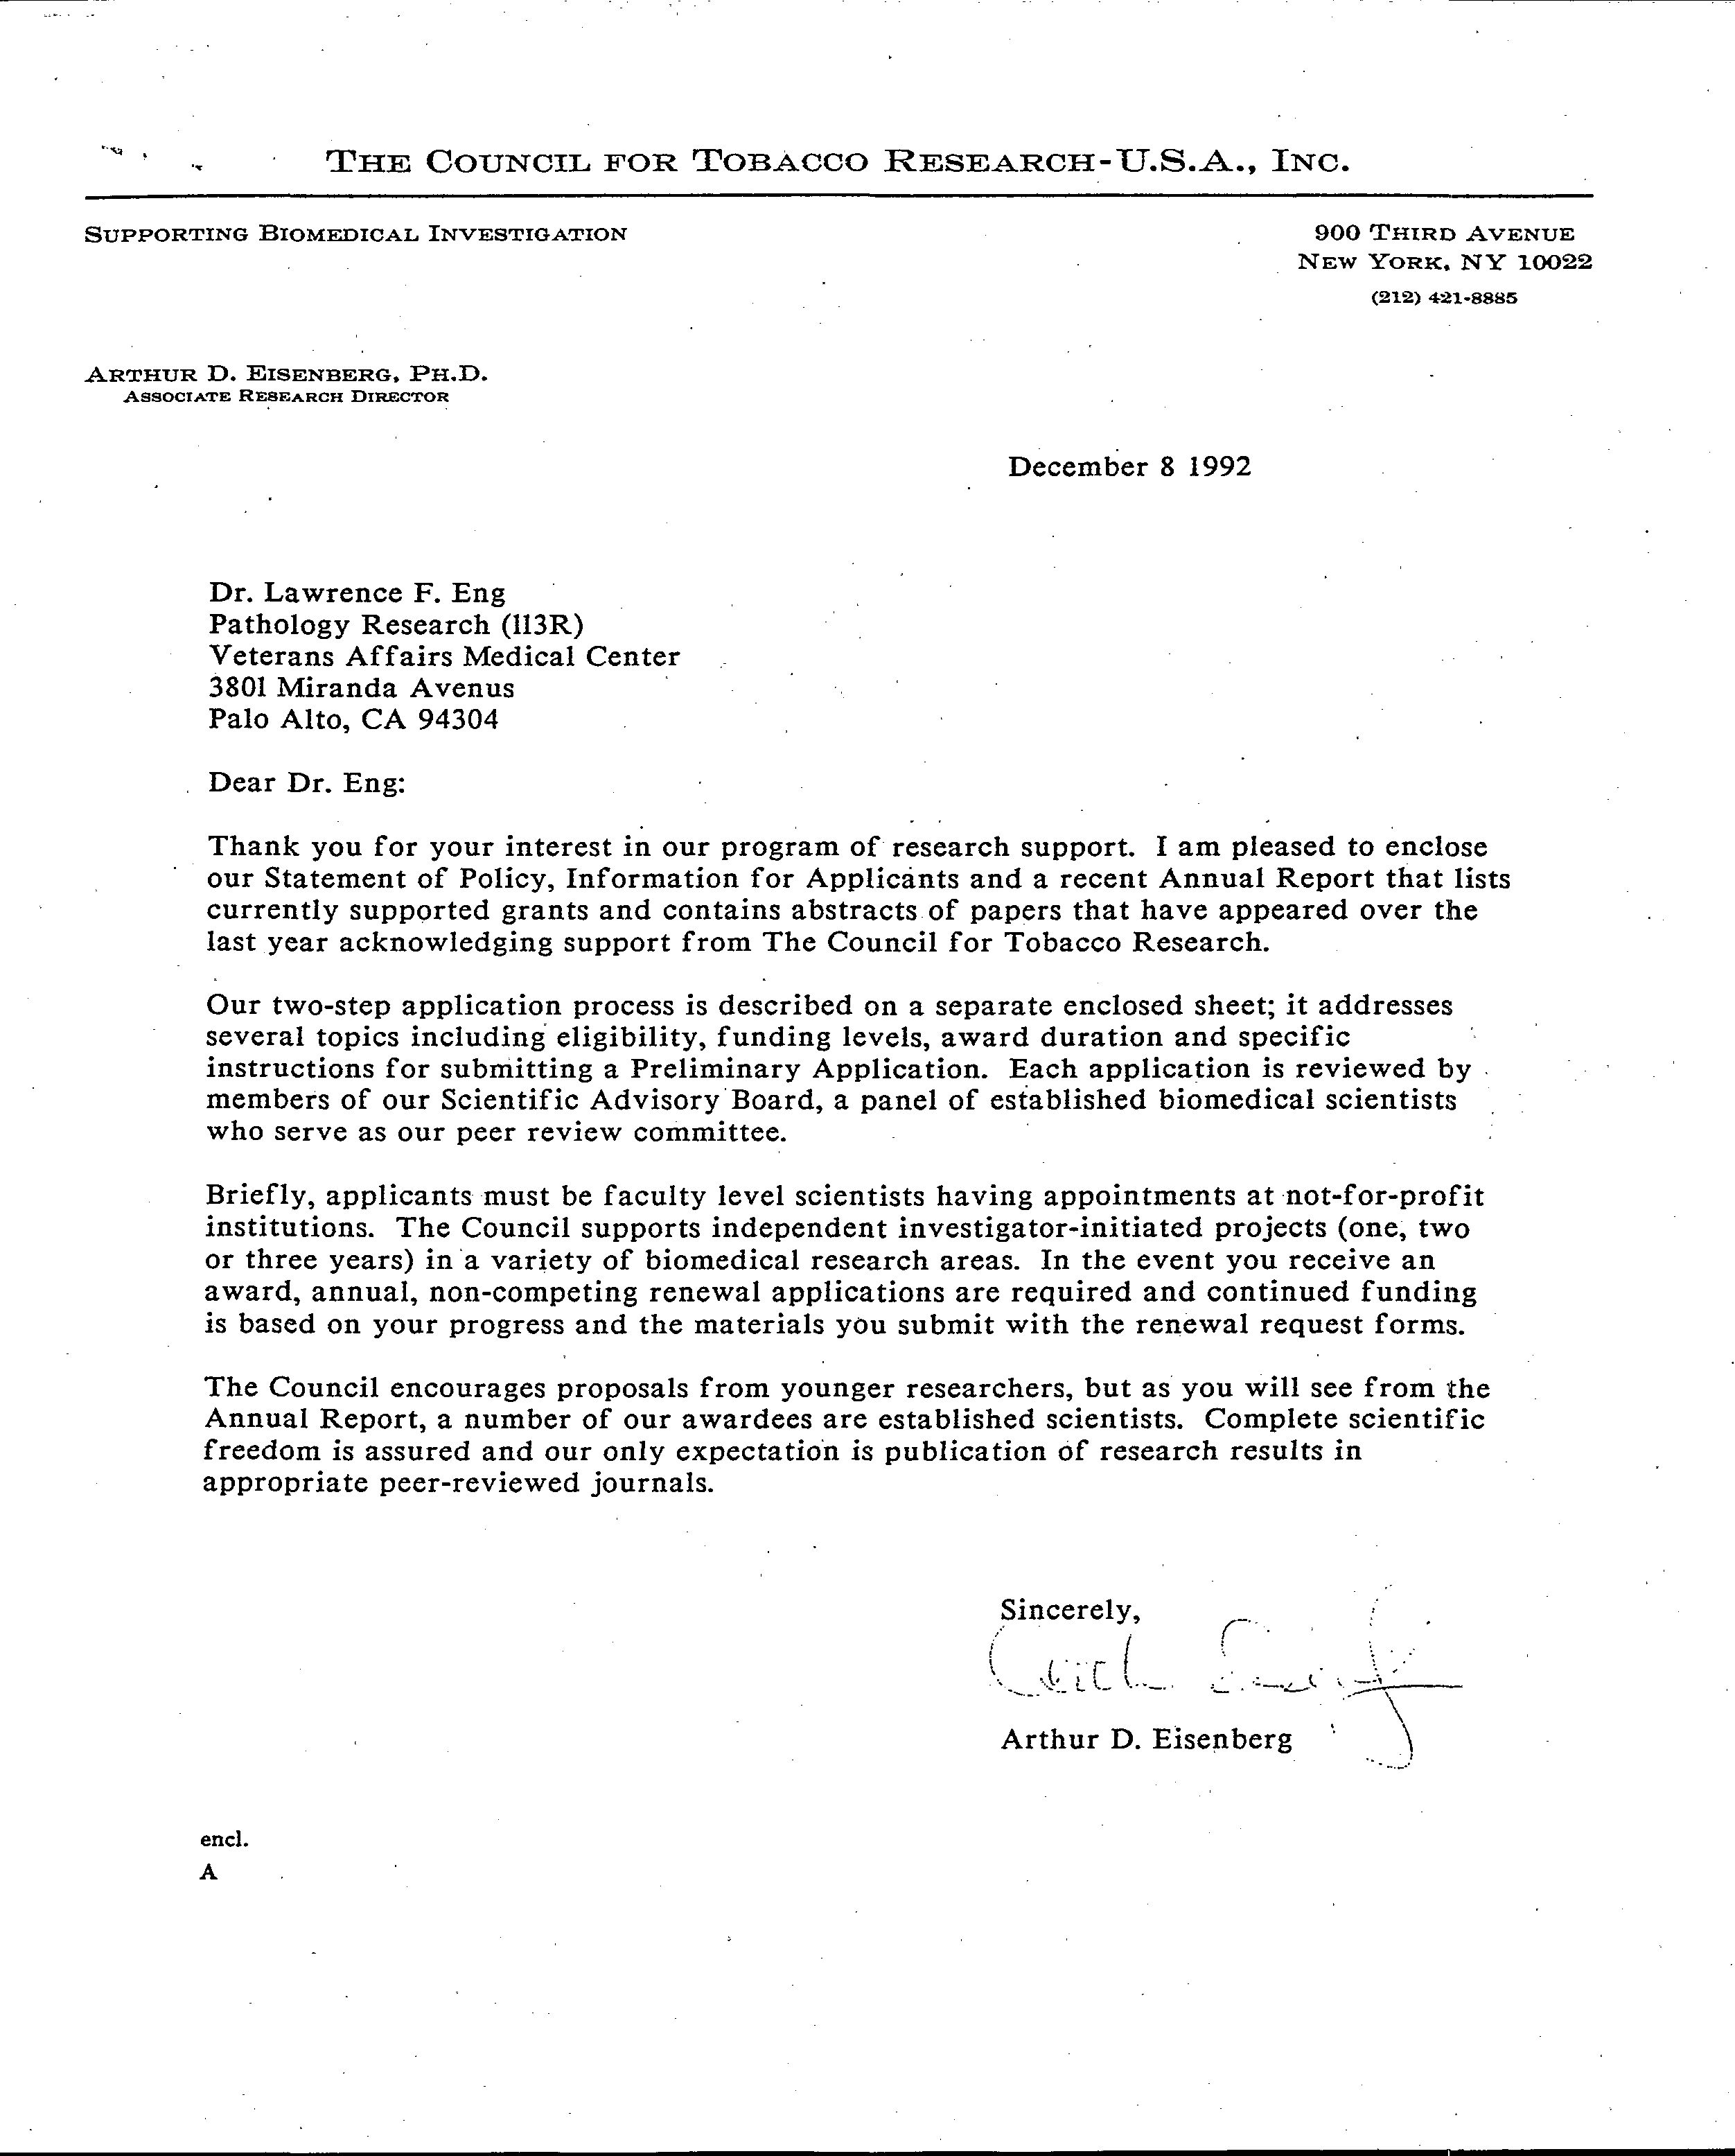 THE COUNCIL FOR TOBACCO RESEARCH-U.S.A., INC.
SUPPORTING BIOMEDICAL INVESTIGATION
900 THIRD AVENUE
NEW YORK, NY 10022
(212) 421-8885
ARTHUR D. EISENBERG, PH.D.
ASSOCIATE RESEARCH DIRECTOR
December 8 1992
Dr. Lawrence F. Eng
Pathology Research (113R)
Veterans Affairs Medical Center
3801 Miranda Avenus
Palo Alto, CA 94304
Dear Dr. Eng:
Thank you for your interest in our program of research support. I am pleased to enclose
our Statement of Policy, Information for Applicants and a recent Annual Report that lists
currently supported grants and contains abstracts of papers that have appeared over the
last year acknowledging support from The Council for Tobacco Research.
Our two-step application process is described on a separate enclosed sheet; it addresses
several topics including eligibility, funding levels, award duration and specific
instructions for submitting a Preliminary Application. Each application is reviewed by
members of our Scientific Advisory Board, a panel of established biomedical scientists
who serve as our peer review committee.
Briefly, applicants must be faculty level scientists having appointments at not-for-profit
institutions. The Council supports independent investigator-initiated projects (one, two
or three years) in a variety of biomedical research areas. In the event you receive an
award, annual, non-competing renewal applications are required and continued funding
is based on your progress and the materials you submit with the renewal request forms.
The Council encourages proposals from younger researchers, but as you will see from the
Annual Report, a number of our awardees are established scientists. Complete scientific
freedom is assured and our only expectation is publication of research results in
appropriate peer-reviewed journals.
Sincerely,
Arthur D. Eisenberg
encl.
A